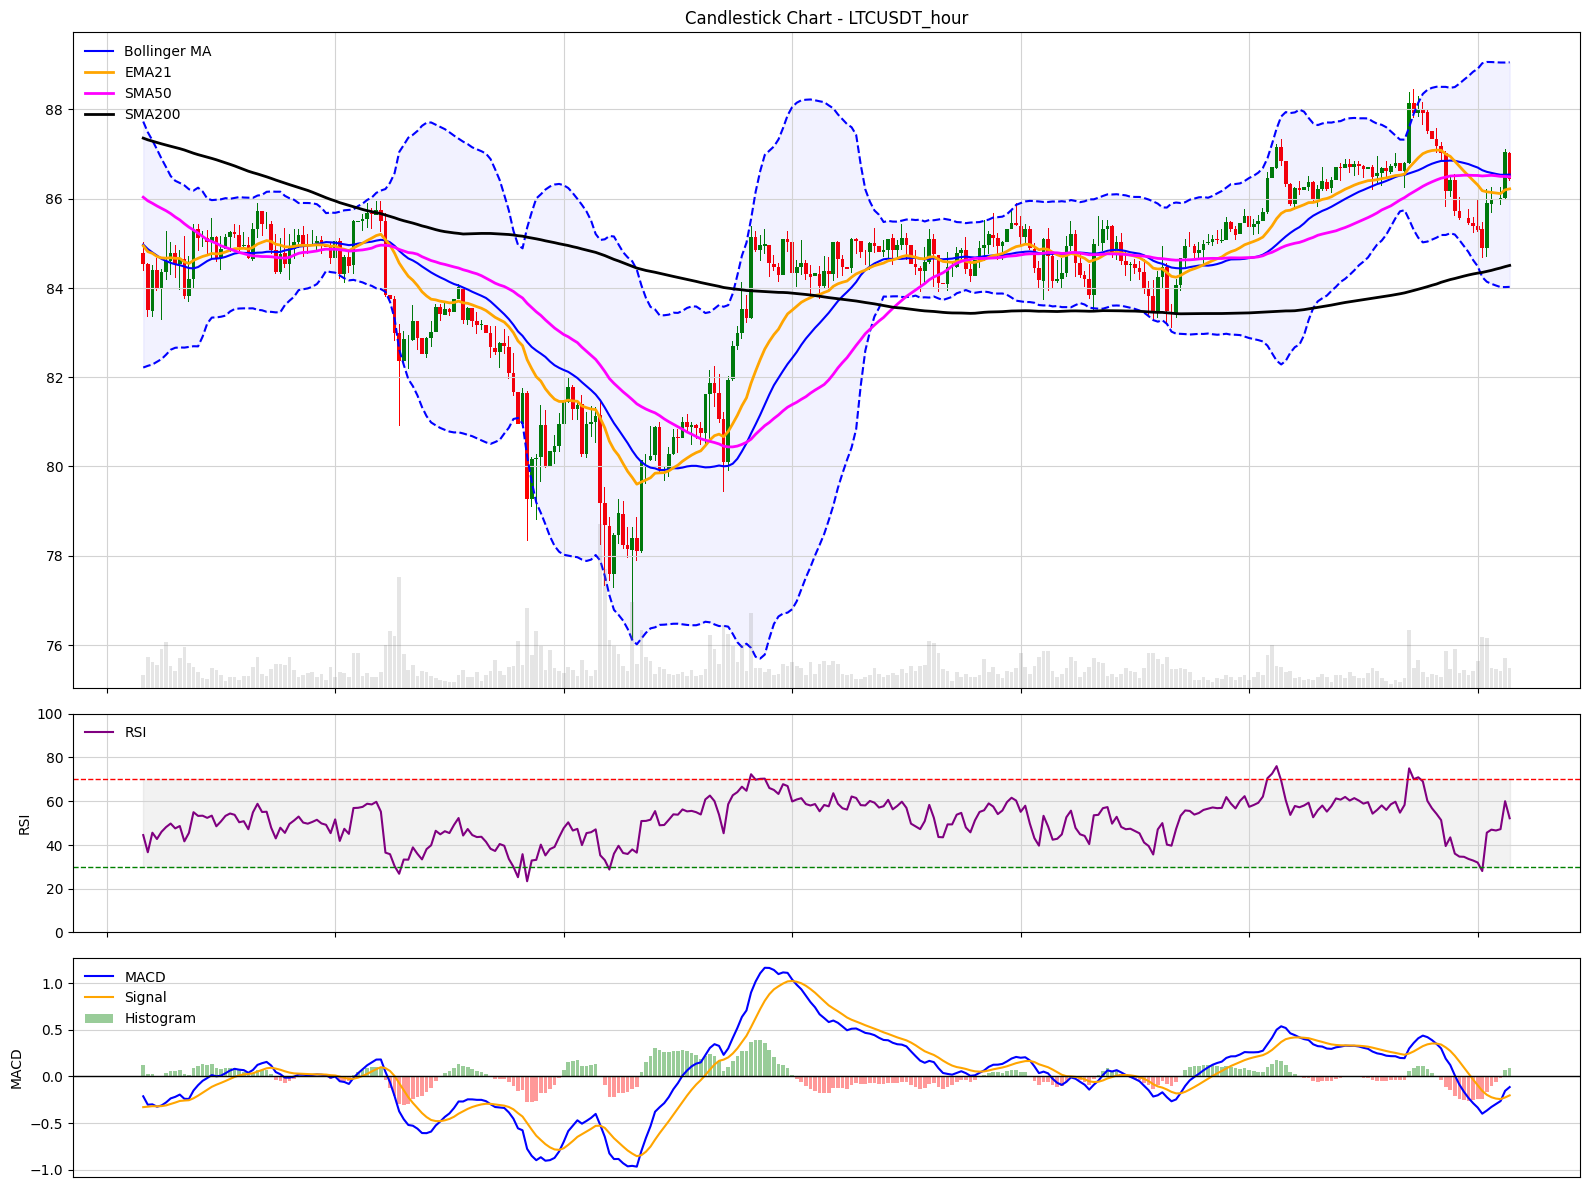 Candlestick Chart - LTCUSDT_hour
Bollinger MA
EMA21
SMA50
SMA200
88
86
84
82
80
78
76
RSI
100
80
60
40
20
0
RSI
MACD
Signal
Histogram
1.0
0.5
0.0
−0.5
−1.0
MACD